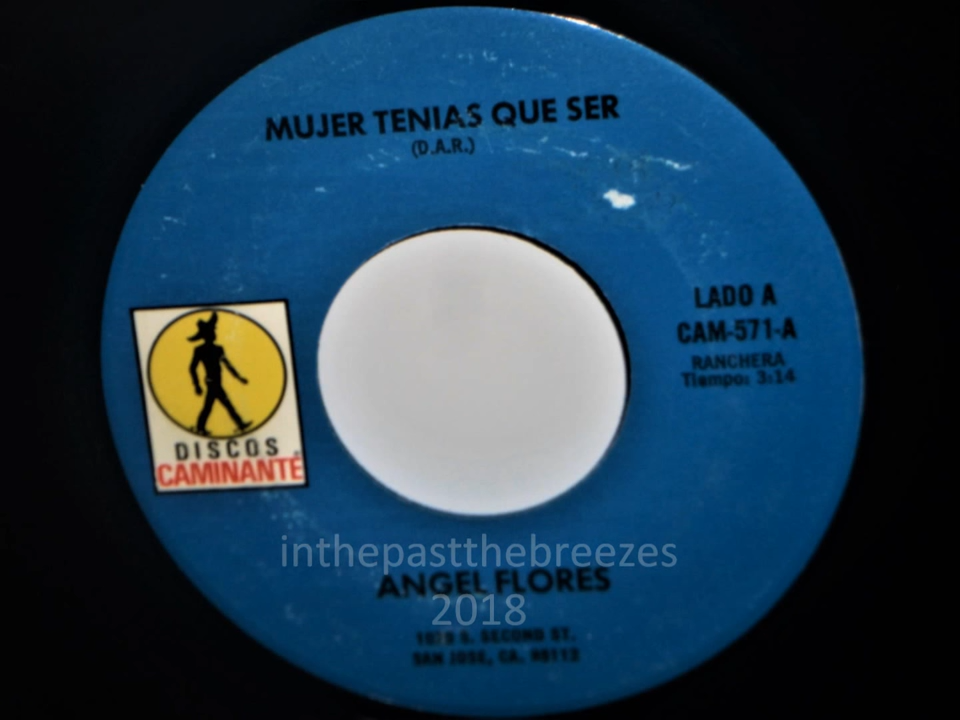 MUJER TENIAS QUE SER
(D.A.R.)
LADO A
CAM-571-A
RANCHERA
Tiempo: 3:14
DISCOS
CAMINANTE
inthepastthebreezes
ANGEL FLORES
2018
S. SECOND ST.
SAN JOSE, CA.